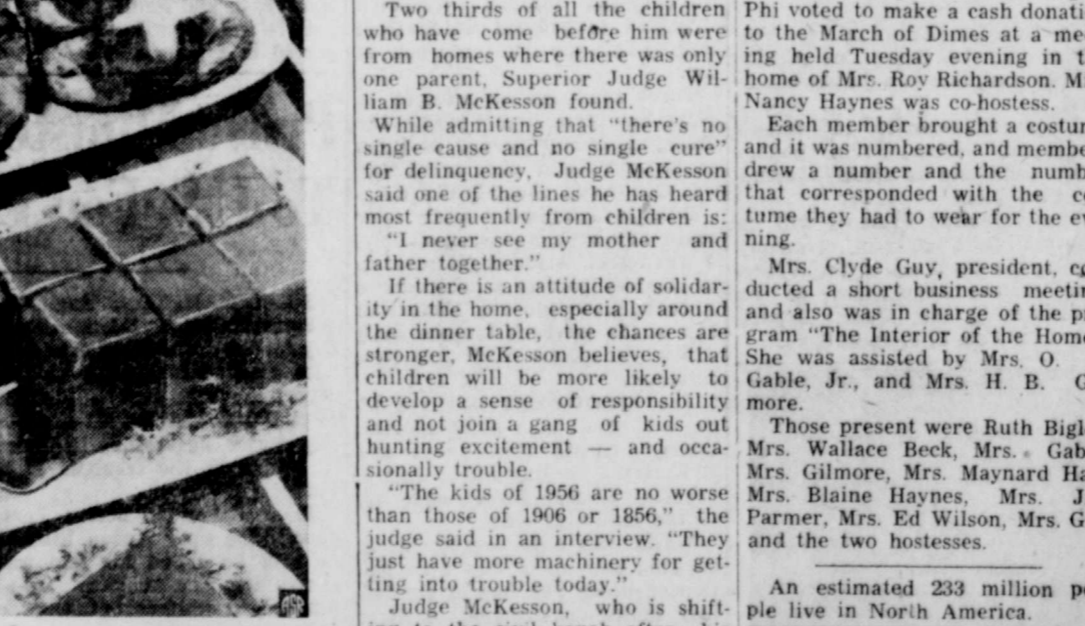 Two thirds of all the children
who have come before him were
from homes where there was only
one parent, Superior Judge Wil-
liam B. McKesson found.
While admitting that "there's no
single cause and no single cure"
for delinquency, Judge McKesson
said one of the lines he has heard
most frequently from children is:
"I never see my mother and
father together."
If there is an attitude of solidar-
ity in the home, especially around
the dinner table, the chances are
stronger, McKesson believes, that
children will be more likely to
develop a sense of responsibility
and not join a gang of kids out
hunting excitement — and occa-
sionally trouble.
"The kids of 1956 are no worse
than those of 1906 or 1856," the
judge said in an interview. "They
just have more machinery for get-
ting into trouble today."
Judge McKesson, who is shift-
Phi voted to make a cash donati
to the March of Dimes at a me
ing held Tuesday evening in t
home of Mrs. Roy Richardson. M
Nancy Haynes was co-hostess.
Each member brought a costu
and it was numbered, and membe
drew a number and the numb
that corresponded with the c
tume they had to wear for the e
ning.
Mrs. Clyde Guy, president, c
ducted a short business meetin
and also was in charge of the p
gram "The Interior of the Home
She was assisted by Mrs. O.
Gable, Jr., and Mrs. H. B. G
more.
Those present were Ruth Bigl
Mrs. Wallace Beck, Mrs. Gab
Mrs. Gilmore, Mrs. Maynard Ha
Mrs. Blaine Haynes, Mrs. J
Parmer, Mrs. Ed Wilson, Mrs. G
and the two hostesses.
An estimated 233 million p
ple live in North America.